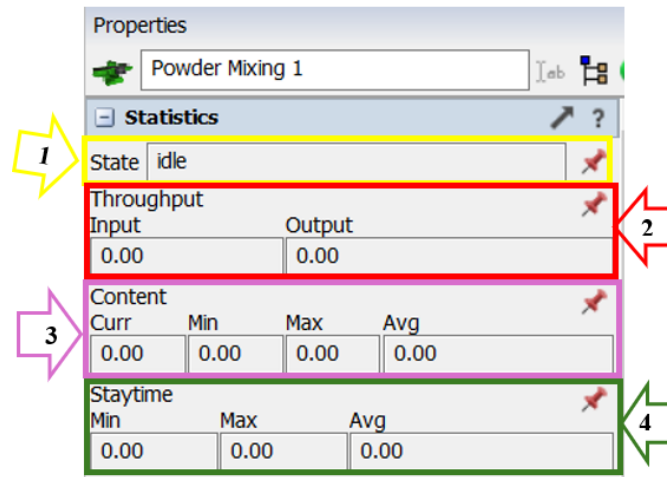 Properties
Powder Mixing 1
ab
Statistics ?
1
State idle
Throughput
Input Output
2
0.00 0.00
Content
Curr Min Max Avg
3
0.00 0.00 0.00 0.00
Staytime
Min Max Avg
4
0.00 0.00 0.00